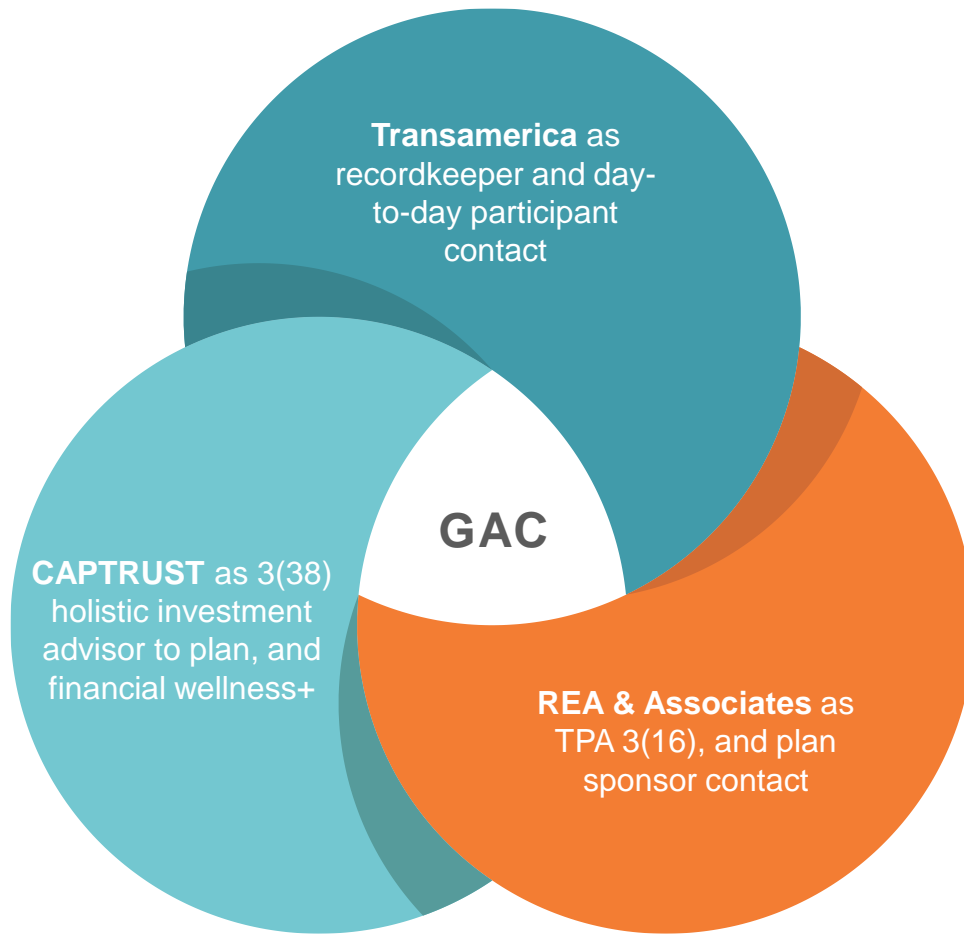 Transamerica as
recordkeeper and day-
to-day participant
contact
GAC
CAPTRUST as 3(38)
holistic investment
advisor to plan, and
financial wellness+
REA & Associates as
TPA 3(16), and plan
sponsor contact